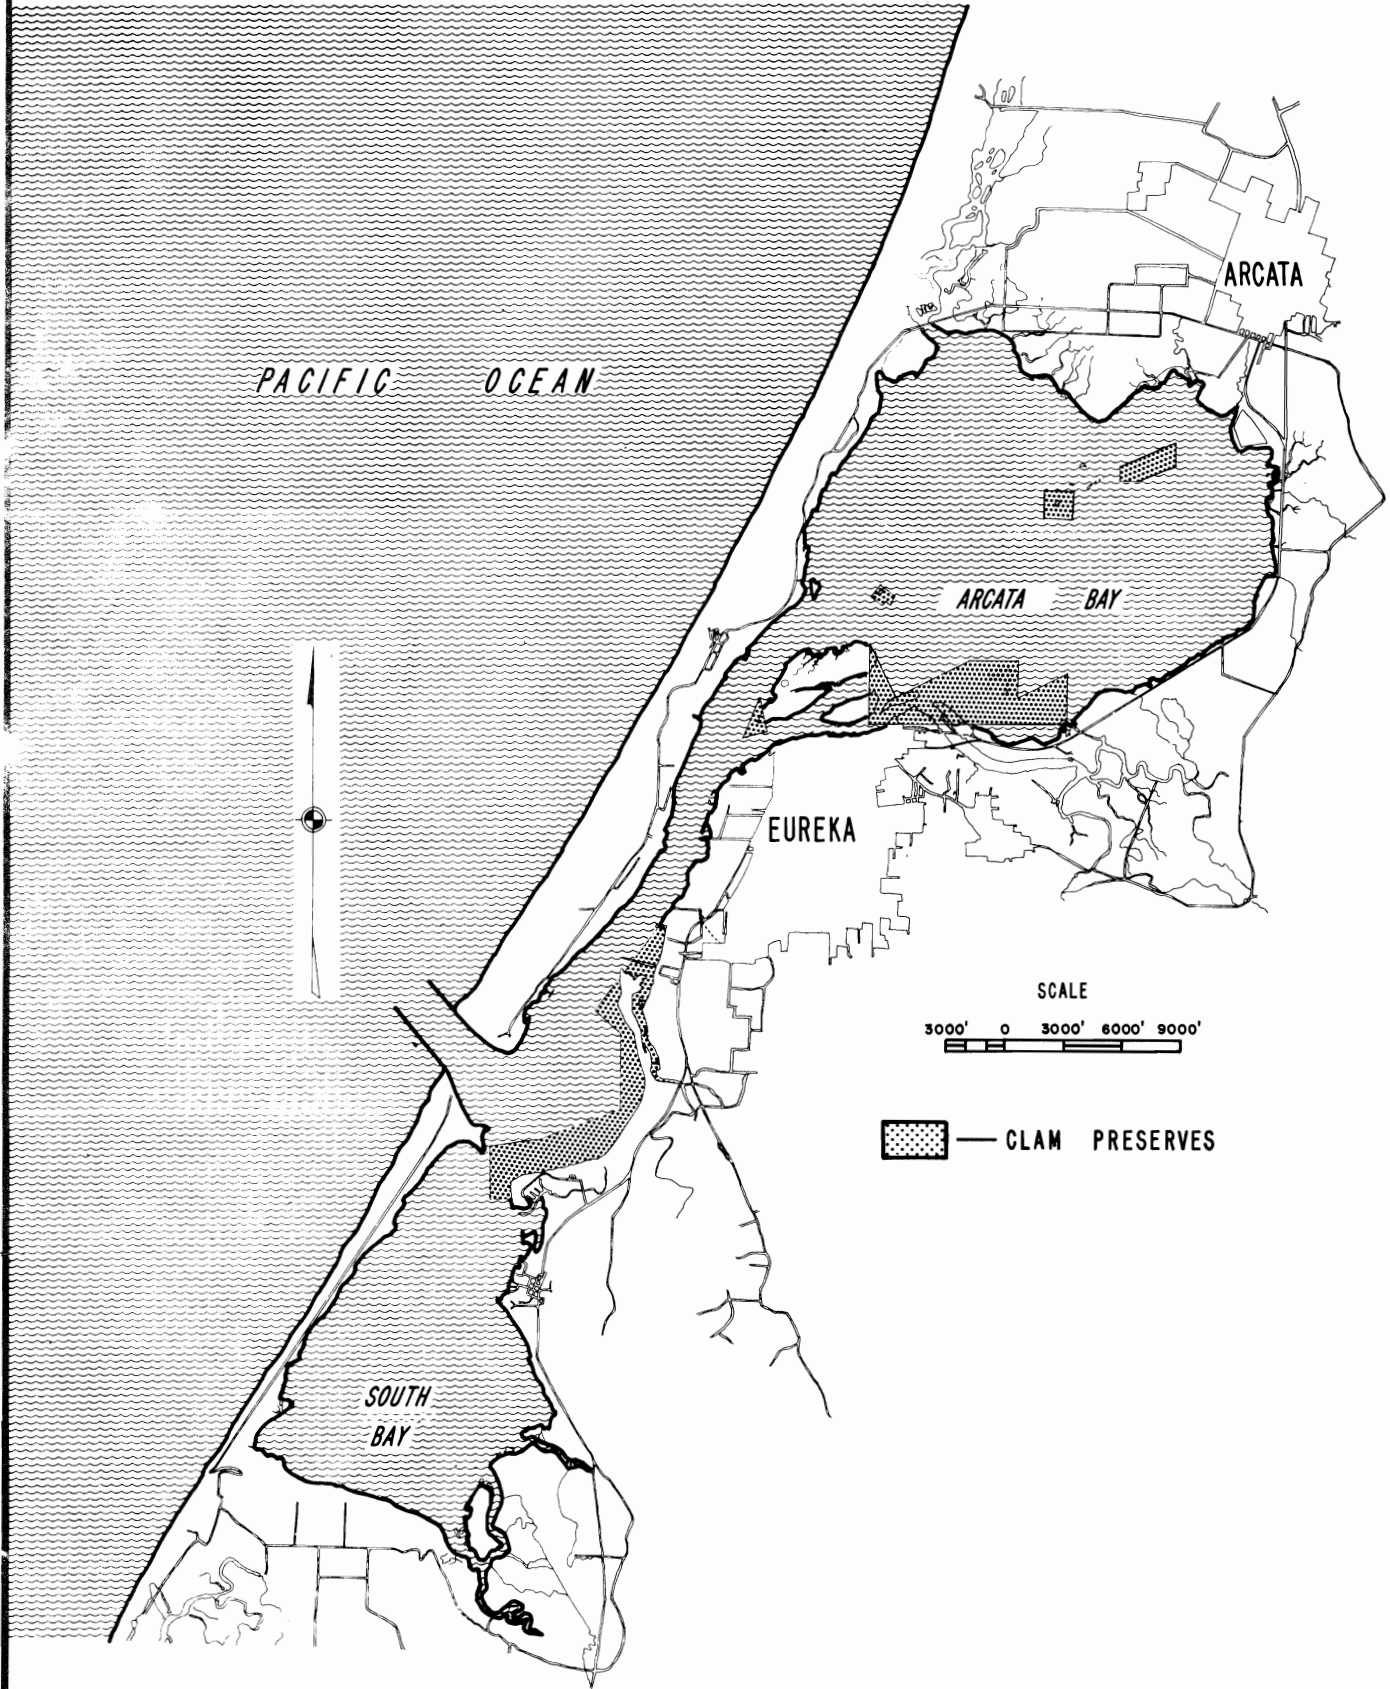 ARCATA
PACIFIC OCEAN
ARCATA BAY
EUREKA
SCALE
3000' 0 3000' 6000' 9000'
CLAM PRESERVES
SOUTH
BAY